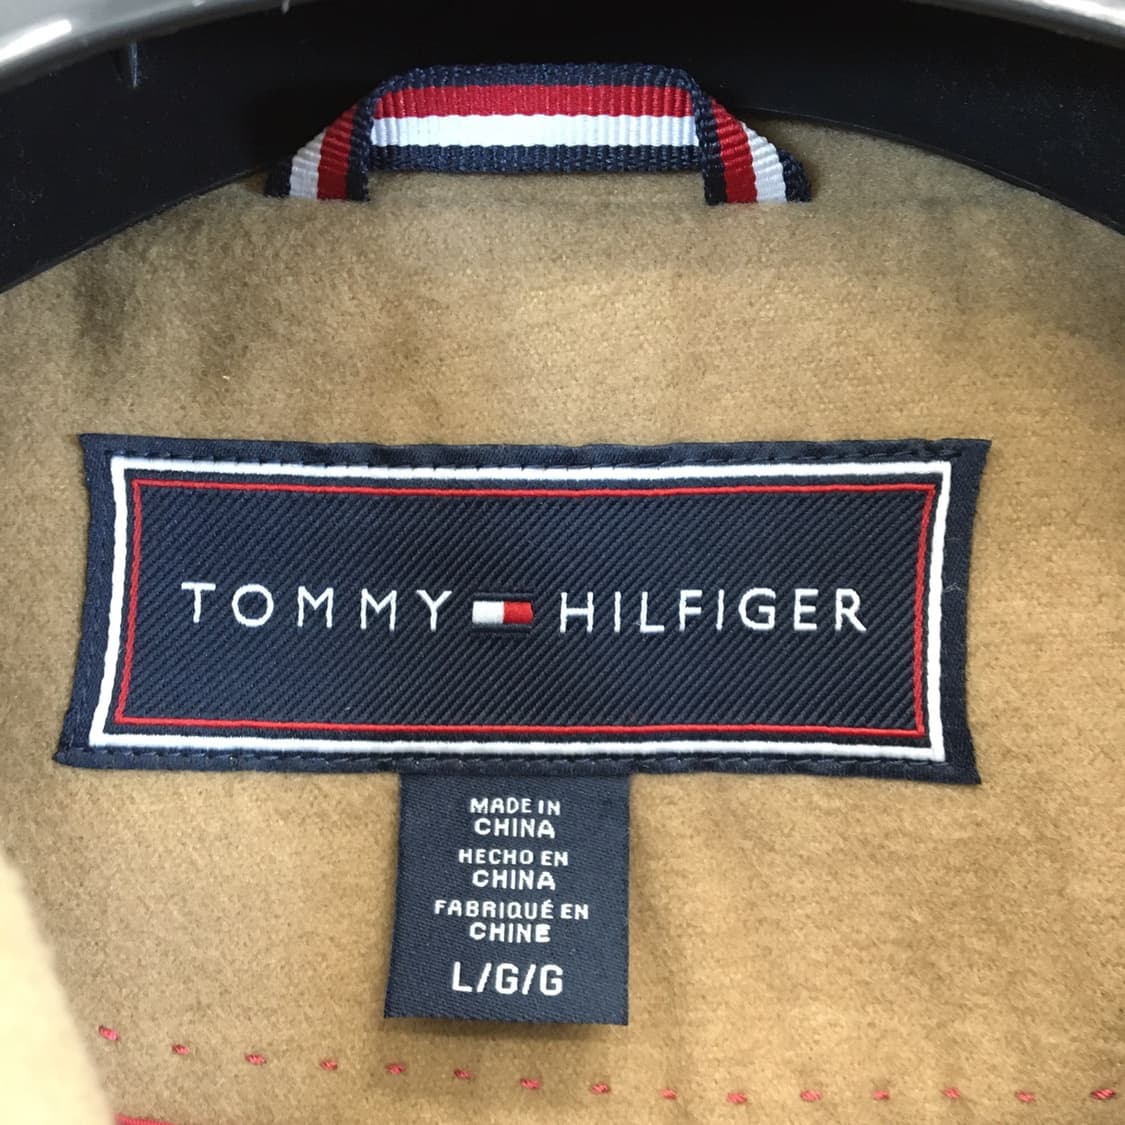 TOMMY HILFIGER
MADE IN
CHINA
HECHO EN
CHINA
FABRIQUÉ EN
CHINE
L/G/G